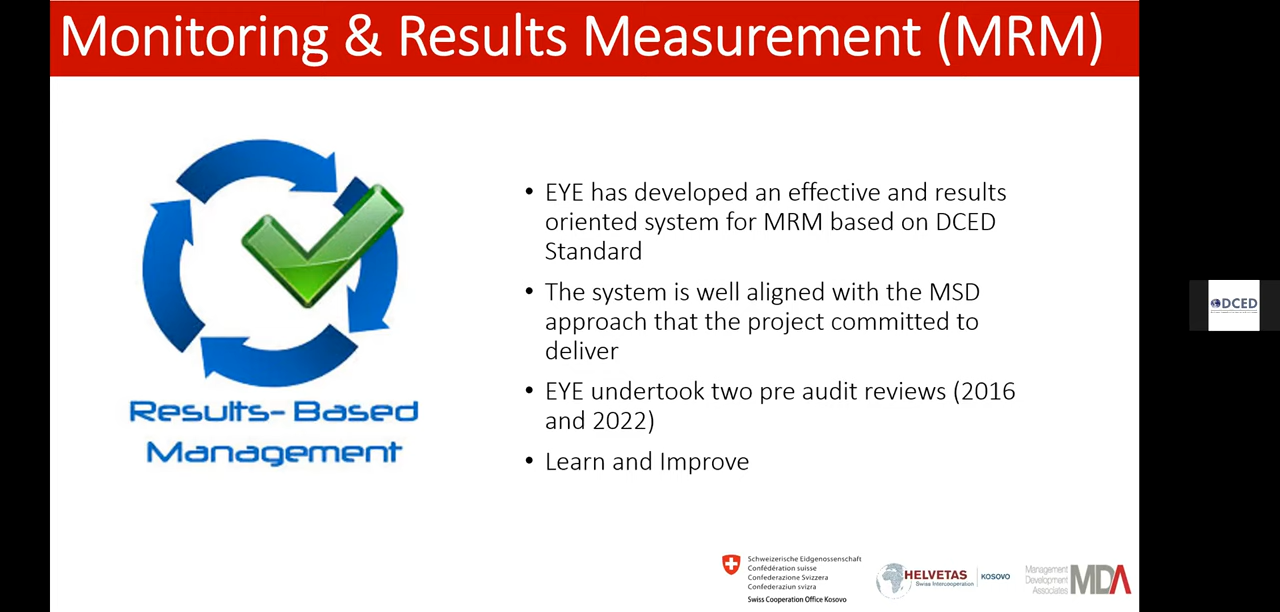 Monitoring & Results Measurement (MRM)
Results-Based
Management
• EYE has developed an effective and results
oriented system for MRM based on DCED
Standard
• The system is well aligned with the MSD
approach that the project committed to
deliver
• EYE undertook two pre audit reviews (2016
and 2022)
• Learn and Improve
Schweizerische Eidgenossenschaft
Confédération suisse
Confederazione Svizzera
Confederaziun svizra
Swiss Cooperation Office Kosovo
HELVETAS
Swiss Intercooperation
KOSOVO
Management
Development
Associates
MDA
DCED